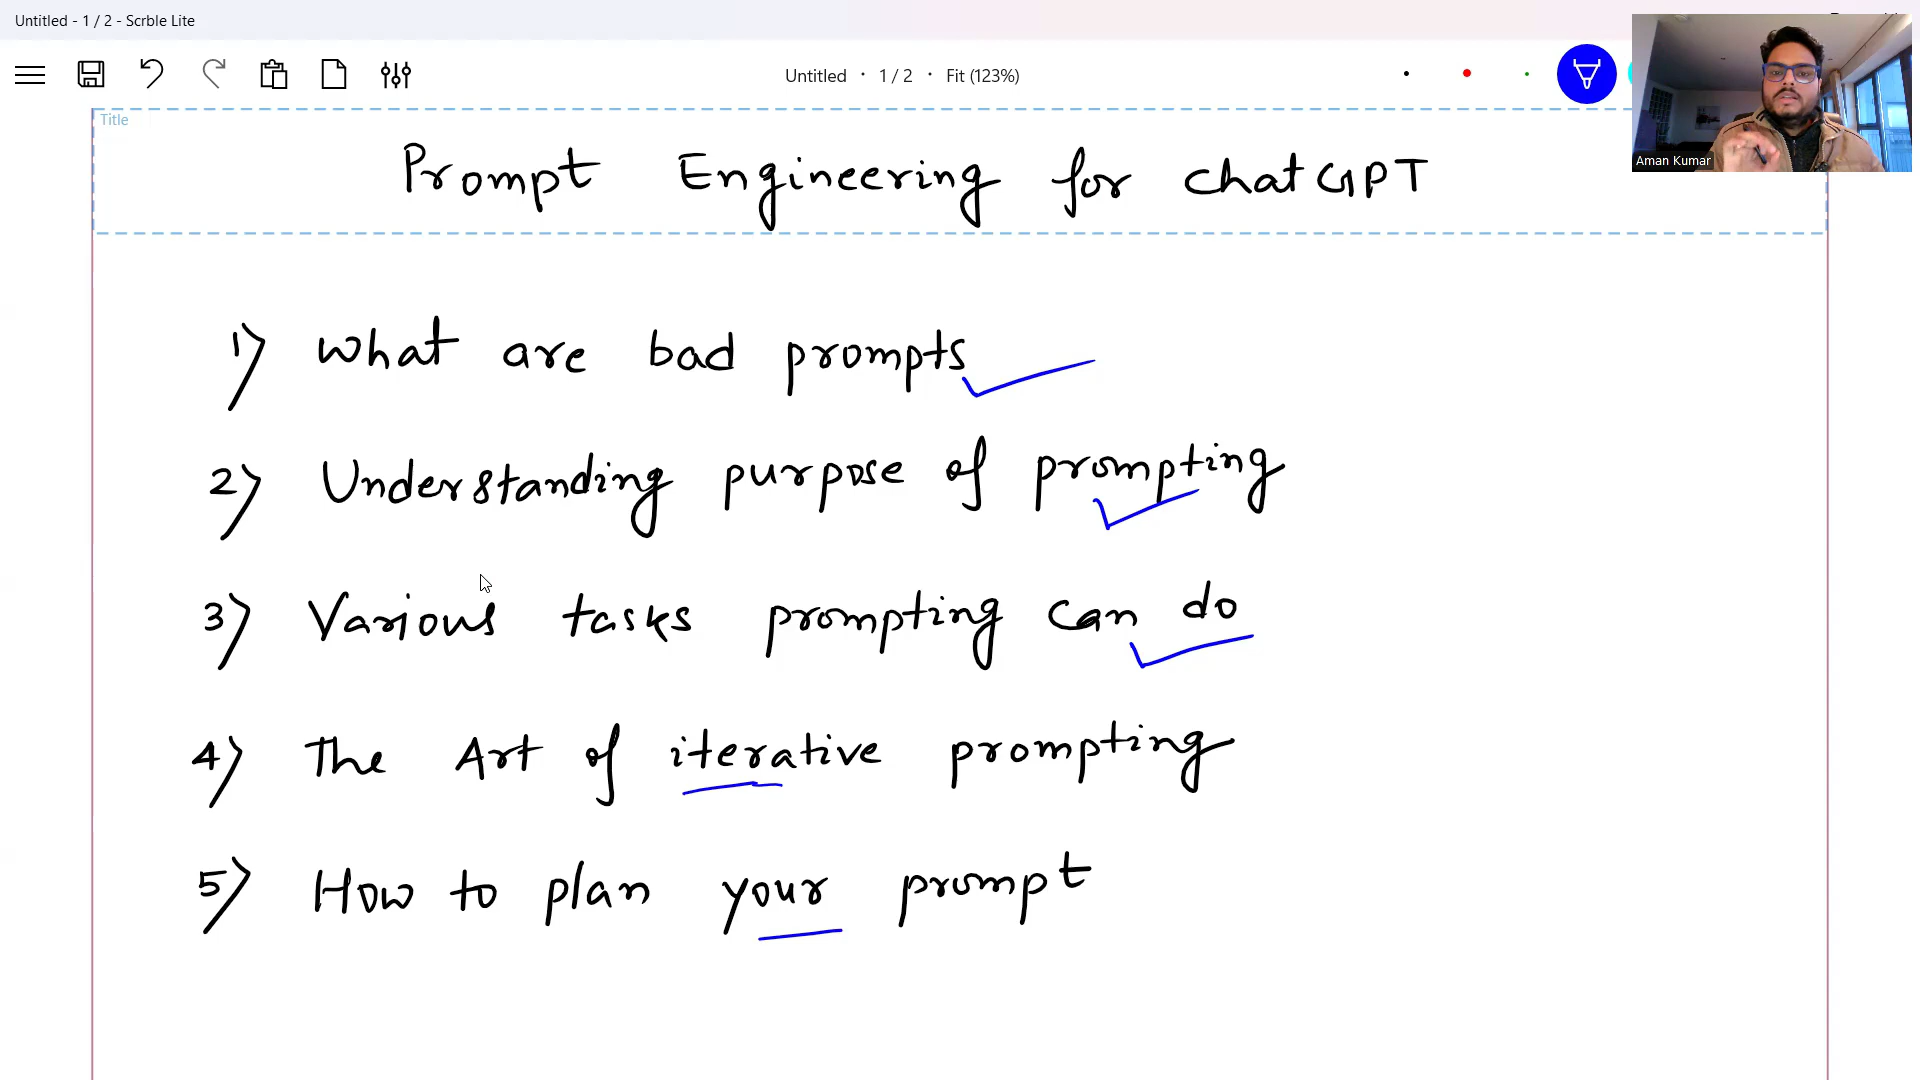 Untitled - 1 / 2 - Scrble Lite
Untitled • 1 / 2 • Fit (123%)
Aman Kumar
Title
Prompt Engineering for chatGPT
1) What are bad prompts
2) Understanding purpose of prompting
3) Various tasks prompting can do
4) The Art of iterative prompting
5) How to plan your prompt